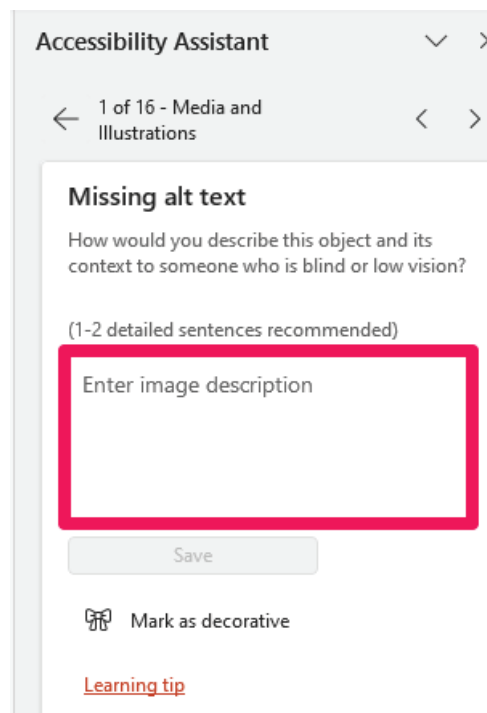 Accessibility Assistant
1 of 16 - Media and
Illustrations
Missing alt text
How would you describe this object and its
context to someone who is blind or low vision?
(1-2 detailed sentences recommended)
Enter image description
Save
Mark as decorative
Learning tip